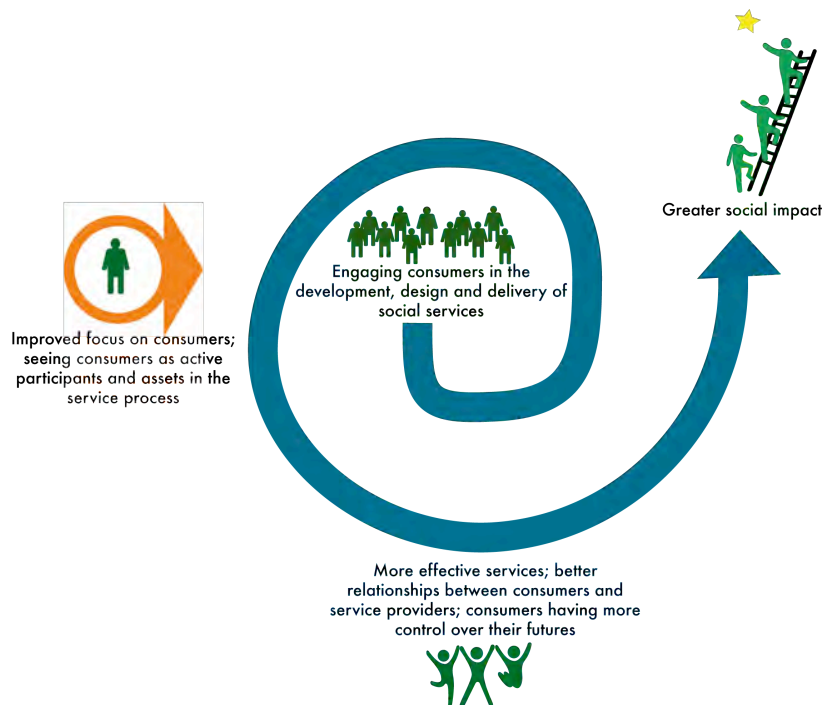 Greater social impact
Engaging consumers in the
development, design and delivery of
social services
Improved focus on consumers;
seeing consumers as active
participants and assets in the
service process
More effective services; better
relationships between consumers and
service providers; consumers having more
control over their futures